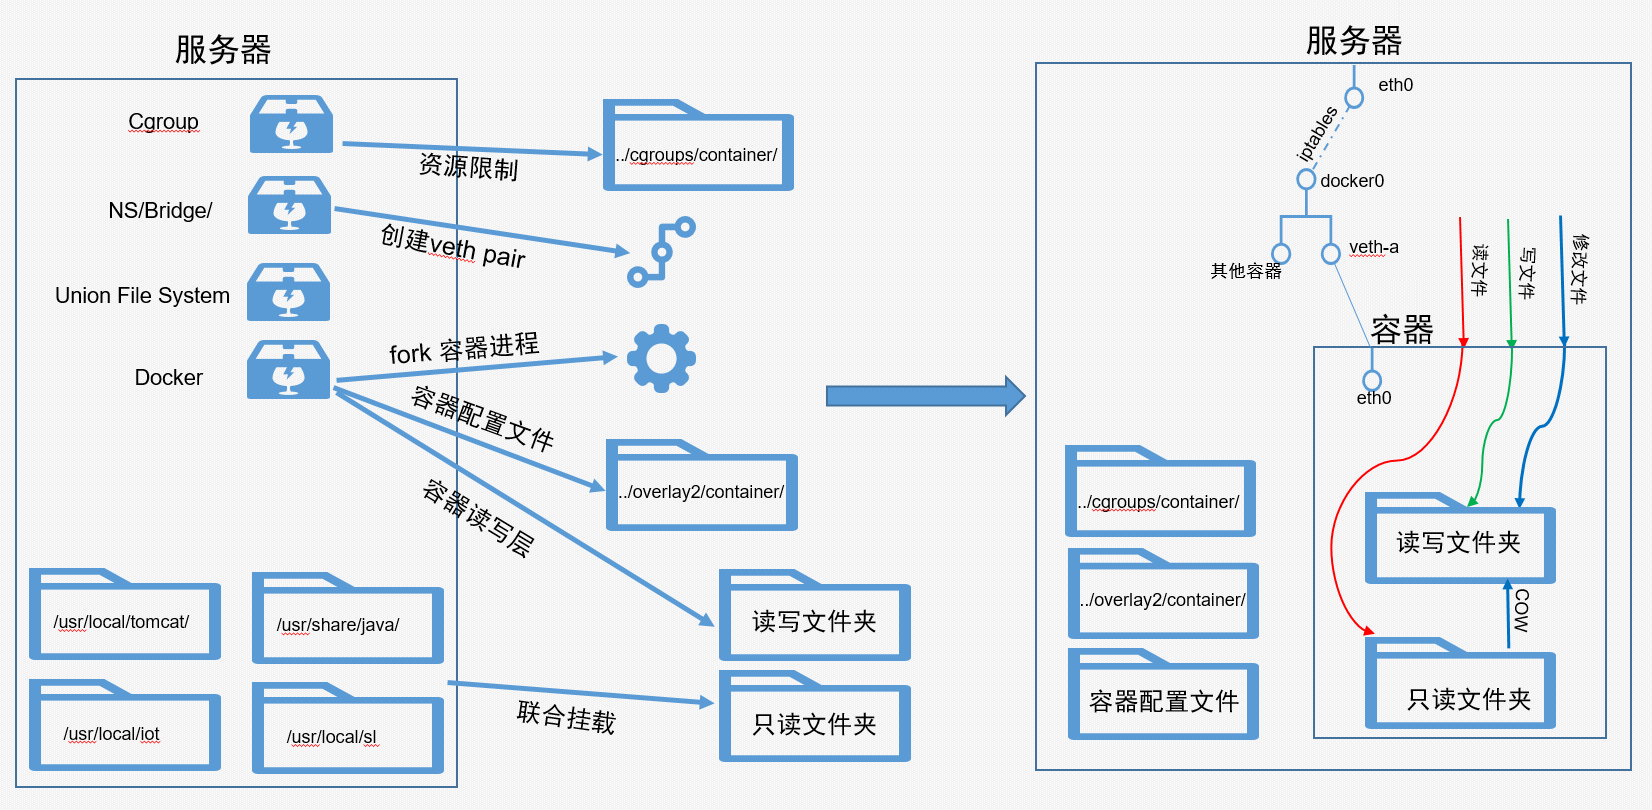 服务器
Cgroup
资源限制
../cgroups/container/
NS/Bridge/
创建veth pair
Union File System
Docker
fork 容器进程
容器配置文件
../overlay2/container/
容器读写层
/usr/local/tomcat/
/usr/share/java/
读写文件夹
/usr/local/iot
/usr/local/sl
联合挂载
只读文件夹
服务器
eth0
iptables
docker0
其他容器
veth-a
读文件
写文件
修改文件
容器
eth0
../cgroups/container/
../overlay2/container/
容器配置文件
读写文件夹
COW
只读文件夹